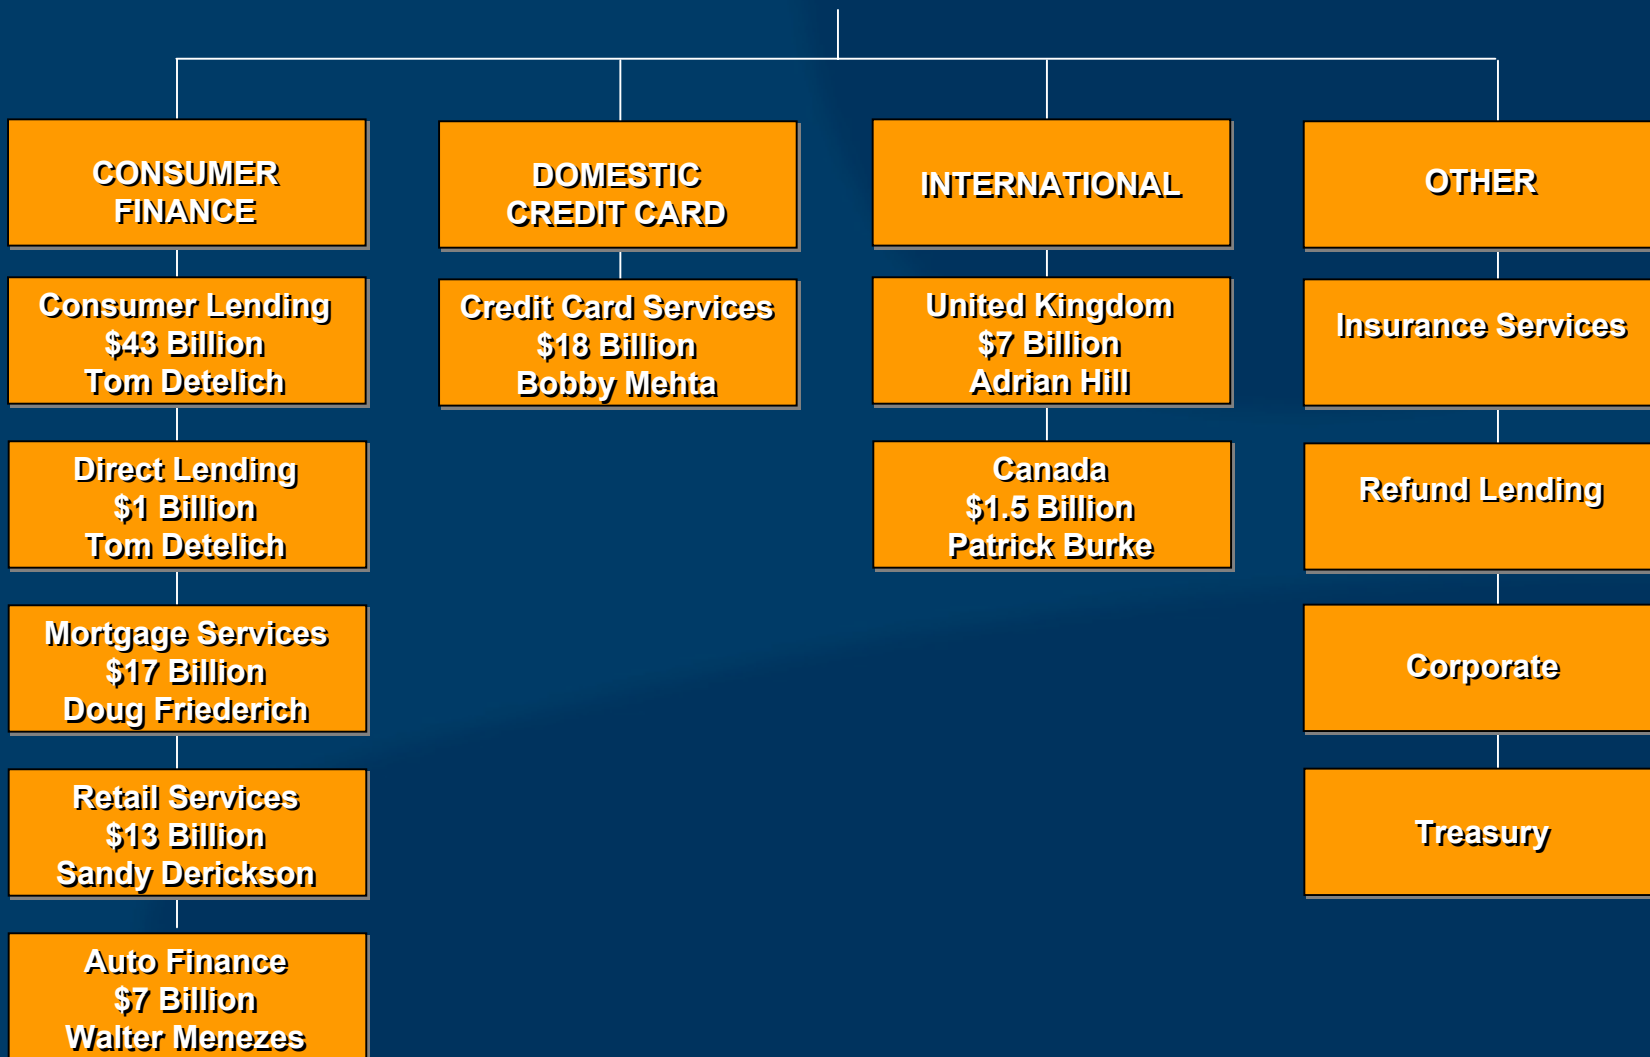 CONSUMER
FINANCE
Consumer Lending
$43 Billion
Tom Detelich
Direct Lending
$1 Billion
Tom Detelich
Mortgage Services
$17 Billion
Doug Friederich
Retail Services
$13 Billion
Sandy Derickson
Auto Finance
$7 Billion
Walter Menezes
DOMESTIC
CREDIT CARD
Credit Card Services
$18 Billion
Bobby Mehta
INTERNATIONAL
United Kingdom
$7 Billion
Adrian Hill
Canada
$1.5 Billion
Patrick Burke
OTHER
Insurance Services
Refund Lending
Corporate
Treasury